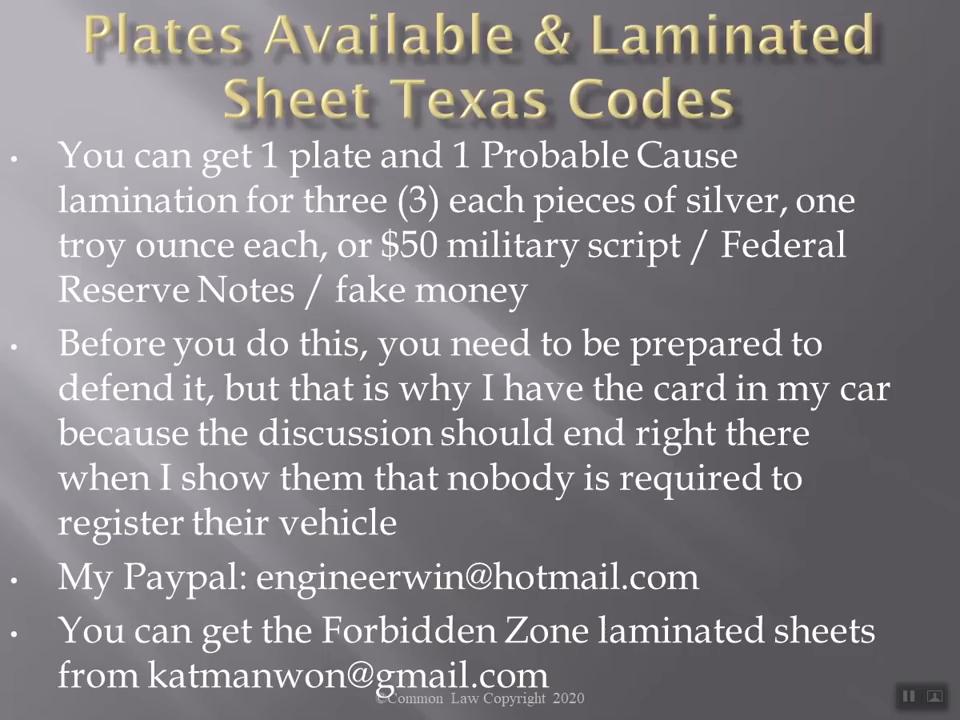 Plates Available & Laminated
Sheet Texas Codes
• You can get 1 plate and 1 Probable Cause
lamination for three (3) each pieces of silver, one
troy ounce each, or $50 military script / Federal
Reserve Notes / fake money
• Before you do this, you need to be prepared to
defend it, but that is why I have the card in my car
because the discussion should end right there
when I show them that nobody is required to
register their vehicle
• My Paypal: engineerwin@hotmail.com
• You can get the Forbidden Zone laminated sheets
from katmanwon@gmail.com
©Common Law Copyright 2020